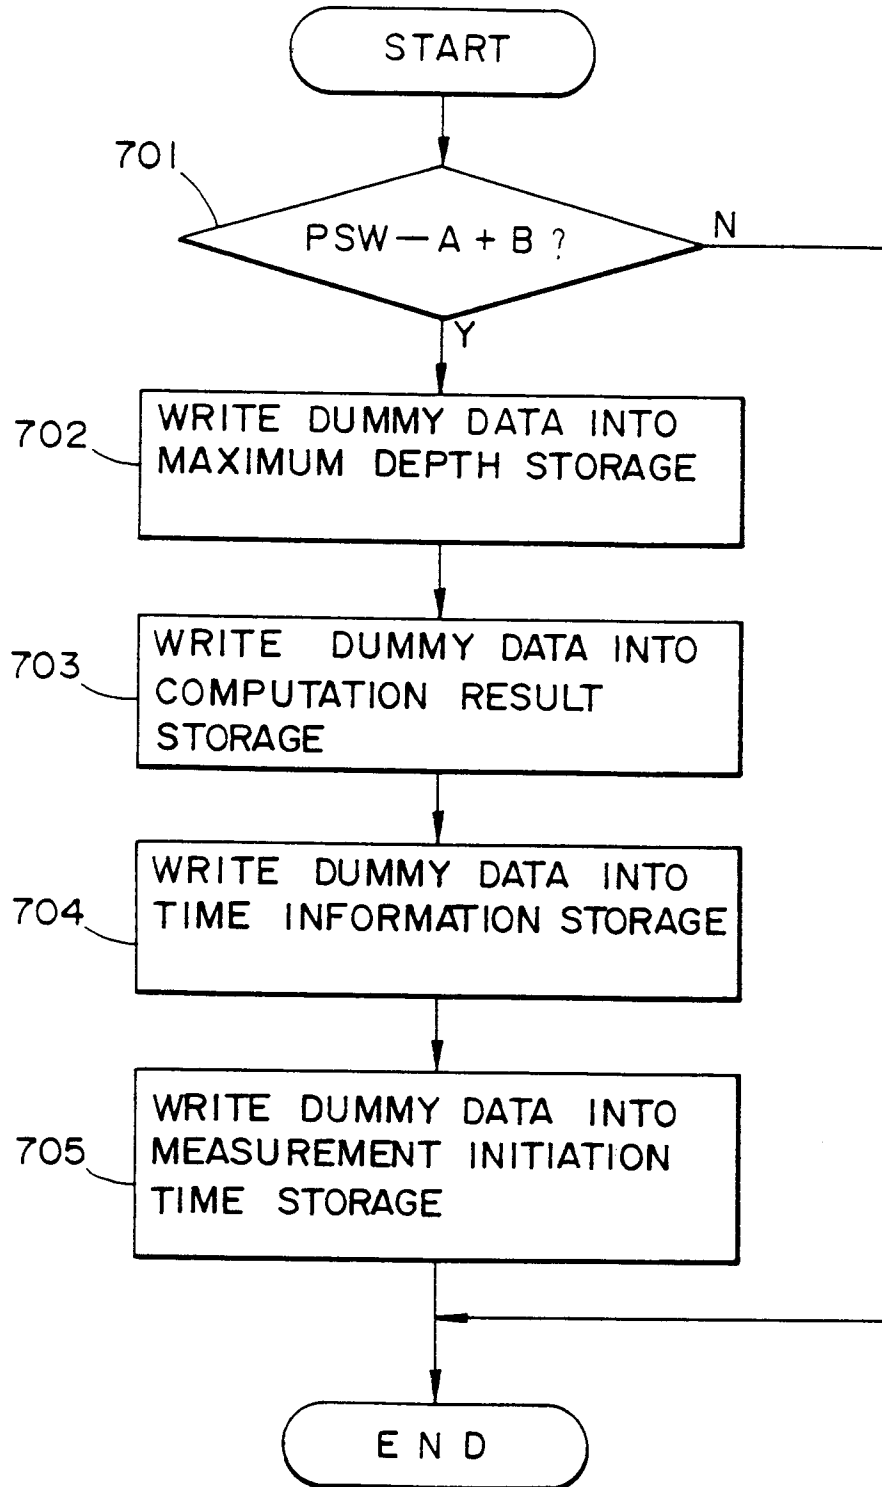 START
701
PSW—A + B ?
N
Y
702
WRITE DUMMY DATA INTO
MAXIMUM DEPTH STORAGE
703
WRITE DUMMY DATA INTO
COMPUTATION RESULT
STORAGE
704
WRITE DUMMY DATA INTO
TIME INFORMATION STORAGE
705
WRITE DUMMY DATA INTO
MEASUREMENT INITIATION
TIME STORAGE
END